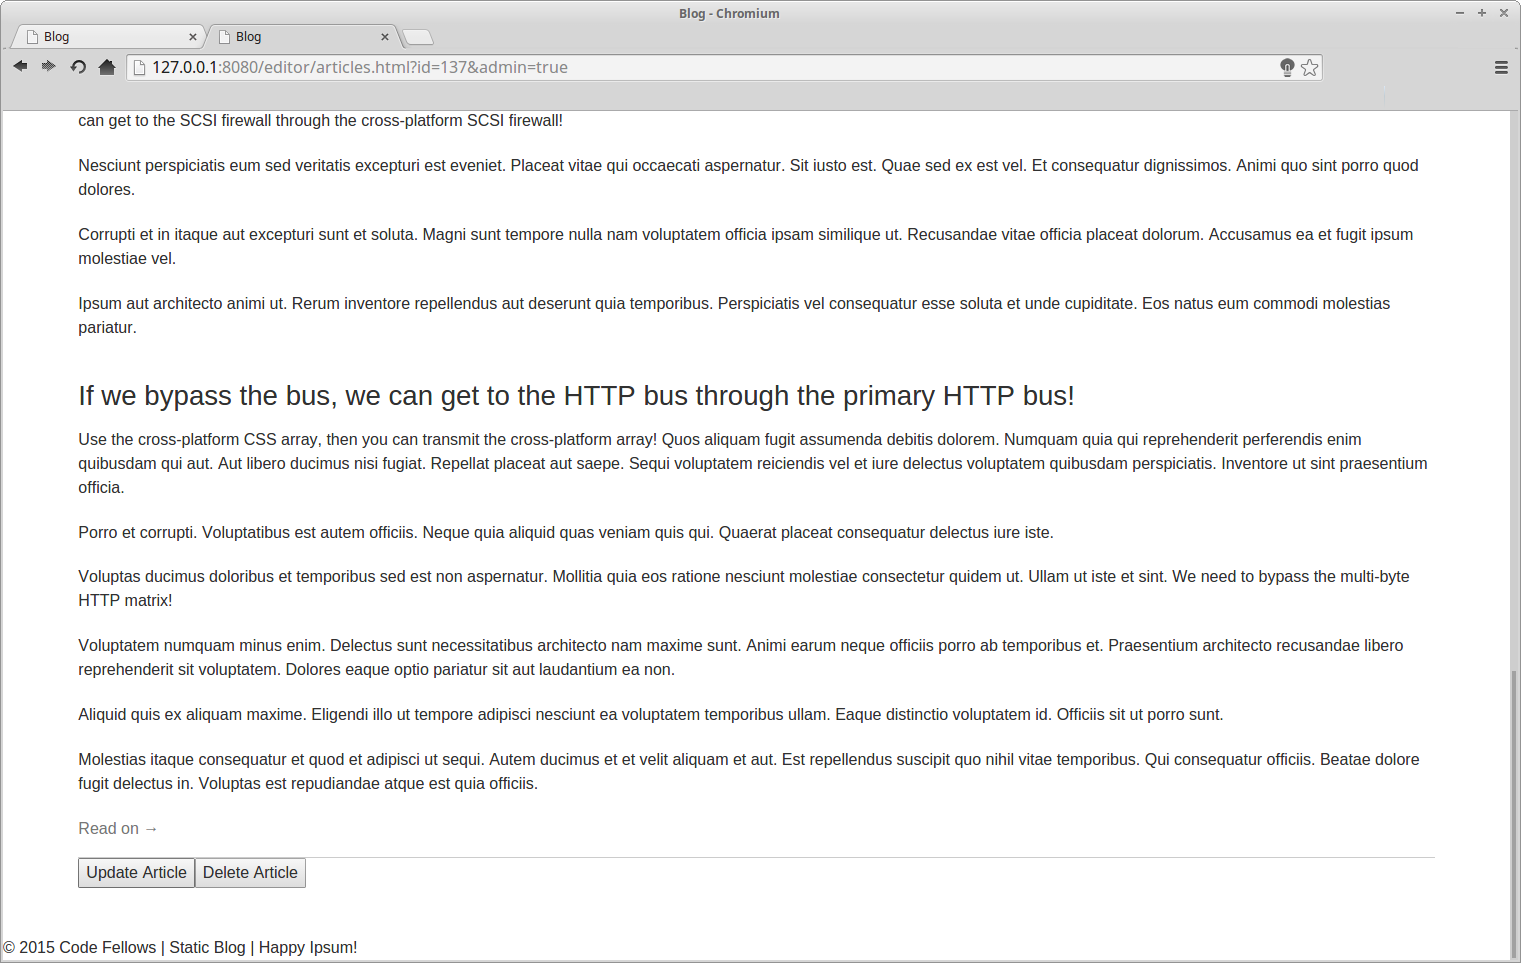 Blog - Chromium
Blog
Blog
127.0.0.1:8080/editor/articles.html?id=137&admin=true
can get to the SCSI firewall through the cross-platform SCSI firewall!
Nesciunt perspiciatis eum sed veritatis excepturi est eveniet. Placeat vitae qui occaecati aspernatur. Sit iusto est. Quae sed ex est vel. Et consequatur dignissimos. Animi quo sint porro quod
dolores.
Corrupti et in itaque aut excepturi sunt et soluta. Magni sunt tempore nulla nam voluptatem officia ipsam similique ut. Recusandae vitae officia placeat dolorum. Accusamus ea et fugit ipsum
molestiae vel.
Ipsum aut architecto animi ut. Rerum inventore repellendus aut deserunt quia temporibus. Perspiciatis vel consequatur esse soluta et unde cupiditate. Eos natus eum commodi molestias
pariatur.
If we bypass the bus, we can get to the HTTP bus through the primary HTTP bus!
Use the cross-platform CSS array, then you can transmit the cross-platform array! Quos aliquam fugit assumenda debitis dolorem. Numquam quia qui reprehenderit perferendis enim
quibusdam qui aut. Aut libero ducimus nisi fugiat. Repellat placeat aut saepe. Sequi voluptatem reiciendis vel et iure delectus voluptatem quibusdam perspiciatis. Inventore ut sint praesentium
officia.
Porro et corrupti. Voluptatibus est autem officiis. Neque quia aliquid quas veniam quis qui. Quaerat placeat consequatur delectus iure iste.
Voluptas ducimus doloribus et temporibus sed est non aspernatur. Mollitia quia eos ratione nesciunt molestiae consectetur quidem ut. Ullam ut iste et sint. We need to bypass the multi-byte
HTTP matrix!
Voluptatem numquam minus enim. Delectus sunt necessitatibus architecto nam maxime sunt. Animi earum neque officiis porro ab temporibus et. Praesentium architecto recusandae libero
reprehenderit sit voluptatem. Dolores eaque optio pariatur sit aut laudantium ea non.
Aliquid quis ex aliquam maxime. Eligendi illo ut tempore adipisci nesciunt ea voluptatem temporibus ullam. Eaque distinctio voluptatem id. Officiis sit ut porro sunt.
Molestias itaque consequatur et quod et adipisci ut sequi. Autem ducimus et et velit aliquam et aut. Est repellendus suscipit quo nihil vitae temporibus. Qui consequatur officiis. Beatae dolore
fugit delectus in. Voluptas est repudiandae atque est quia officiis.
Read on →
Update Article Delete Article
© 2015 Code Fellows | Static Blog | Happy Ipsum!